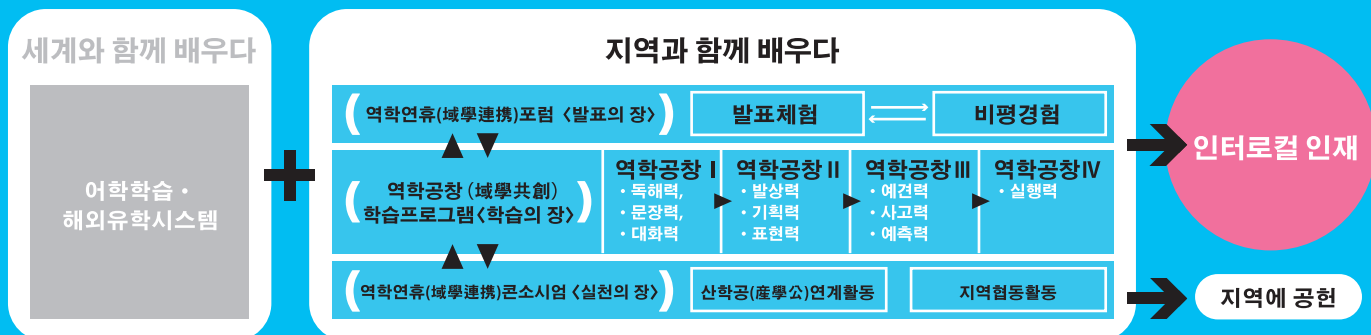 세계와 함께 배우다
어학학습・
해외유학시스템
지역과 함께 배우다
(역학연휴(域學連携)포럼〈발표의 장〉)
발표체험
비평경험
(역학공창(域學共創)
학습프로그램〈학습의 장〉)
역학공창 I
・독해력,
・문장력,
・대화력
역학공창 II
・발상력
・기획력
・표현력
역학공창 III
・예견력
・사고력
・예측력
역학공창 IV
・실행력
(역학연휴(域學連携)콘소시엄〈실천의 장〉)
산학공(産學公)연계활동
지역협동활동
인터로컬 인재
지역에 공헌